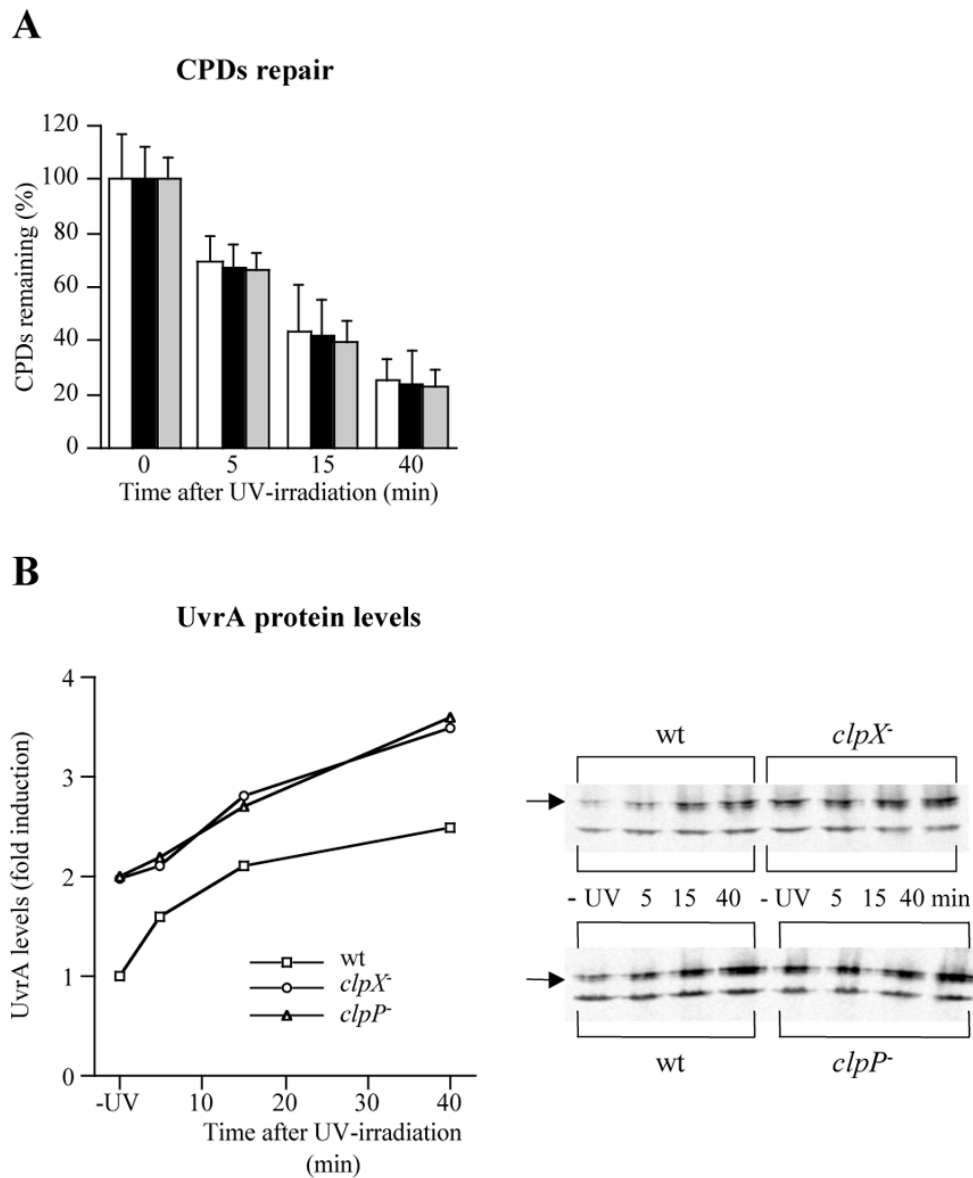 A
CPDs repair
120
100
80
60
40
20
0
CPDs remaining (%)
0 5 15 40
Time after UV-irradiation (min)
B
UvrA protein levels
4
3
2
1
0
UvrA levels (fold induction)
wt
clpX-
clpP-
-UV 10 20 30 40
Time after UV-irradiation
(min)
wt clpX-
- UV 5 15 40 - UV 5 15 40 min
wt clpP-